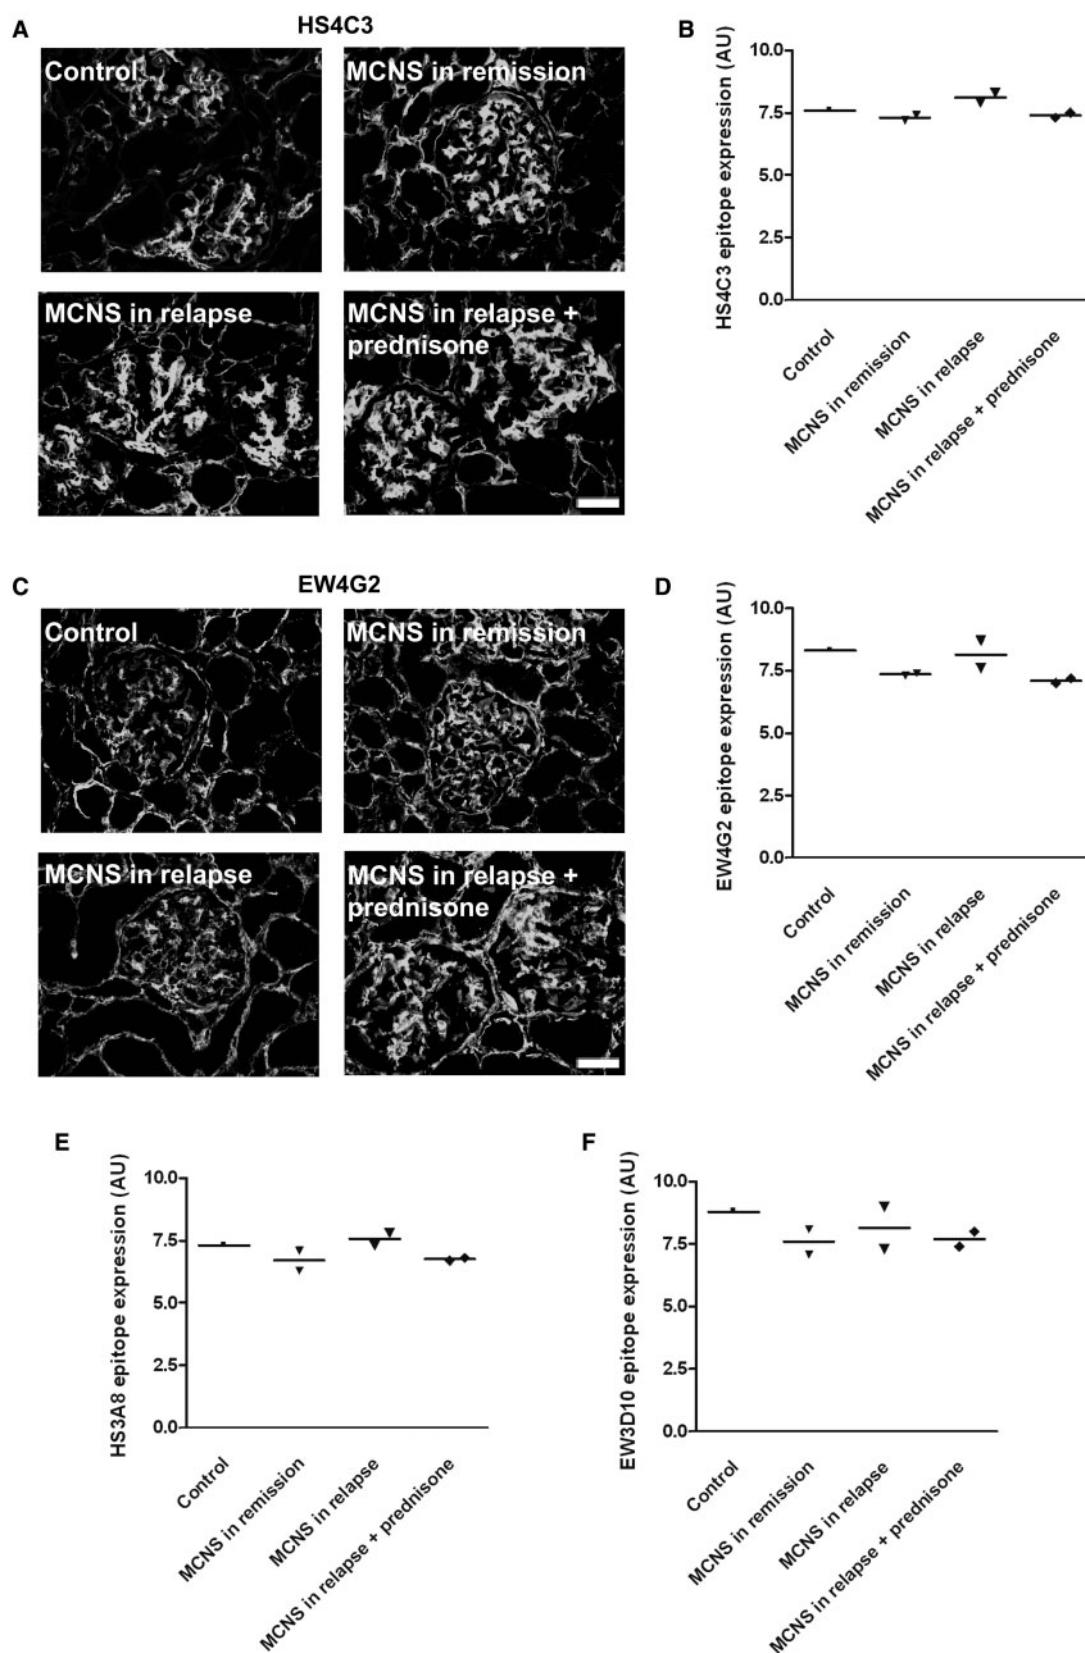 A
HS4C3
Control
MCNS in remission
MCNS in relapse
MCNS in relapse +
prednisone
B
HS4C3 epitope expression (AU)
10.0
7.5
5.0
2.5
0.0
Control
MCNS in remission
MCNS in relapse
MCNS in relapse + prednisone
C
EW4G2
Control
MCNS in remission
MCNS in relapse
MCNS in relapse +
prednisone
D
EW4G2 epitope expression (AU)
10.0
7.5
5.0
2.5
0.0
Control
MCNS in remission
MCNS in relapse
MCNS in relapse + prednisone
E
HS3A8 epitope expression (AU)
10.0
7.5
5.0
2.5
0.0
Control
MCNS in remission
MCNS in relapse
MCNS in relapse + prednisone
F
EW3D10 epitope expression (AU)
10.0
7.5
5.0
2.5
0.0
Control
MCNS in remission
MCNS in relapse
MCNS in relapse + prednisone